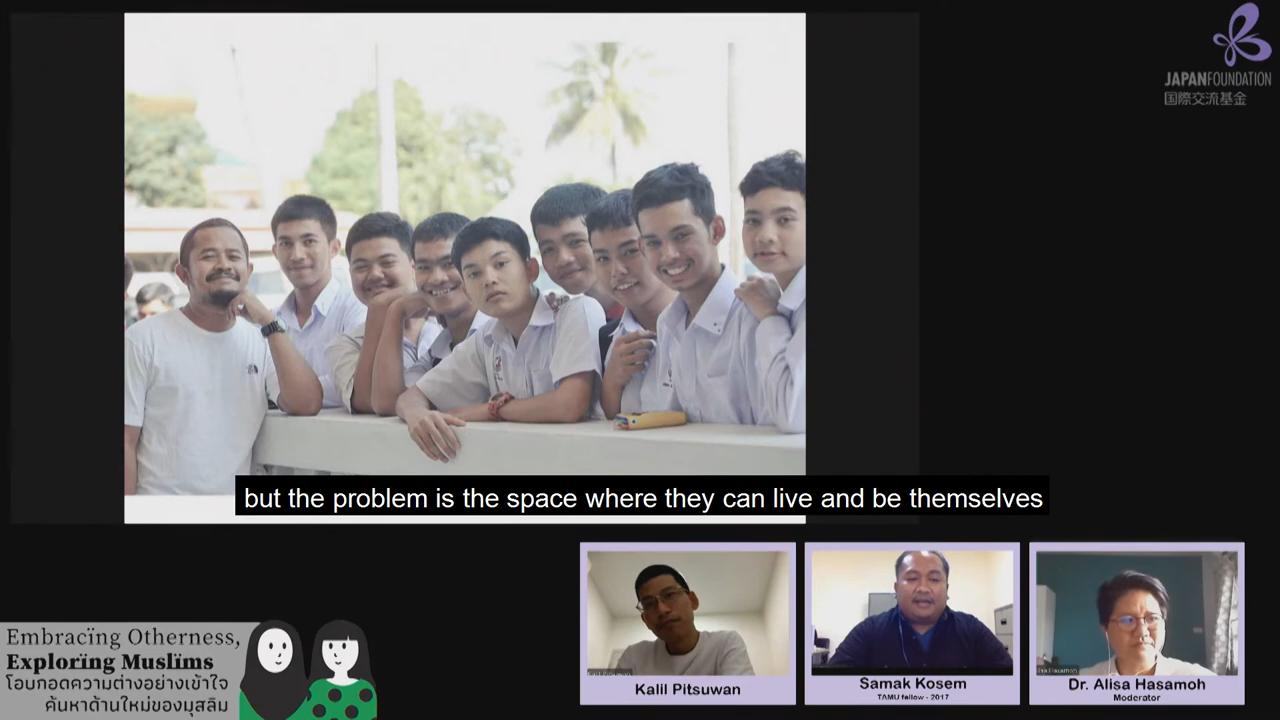 JAPANFOUNDATION
国際交流基金
but the problem is the space where they can live and be themselves
Kalil Pitsuwan
Samak Kosem
TAMU fellow - 2017
Dr. Alisa Hasamoh
Moderator
Embracïng Otherness,
Explorïng Muslïms
โอบกอดความต่างอย่างเข้าใจ
ค้นหาด้านใหม่ของมุสลิม